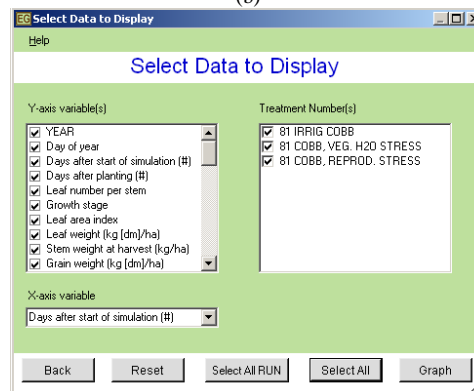 EG Select Data to Display
Help
Select Data to Display
Y-axis variable(s)
YEAR
Day of year
Days after start of simulation (#)
Days after planting (#)
Leaf number per stem
Growth stage
Leaf area index
Leaf weight (kg [dm]/ha)
Stem weight at harvest (kg/ha)
Grain weight (kg [dm]/ha)
Treatment Number(s)
81 IRRIG COBB
81 COBB, VEG. H20 STRESS
81 COBB, REPROD. STRESS
X-axis variable
Days after start of simulation (#)
Back Reset Select All RUN Select All Graph